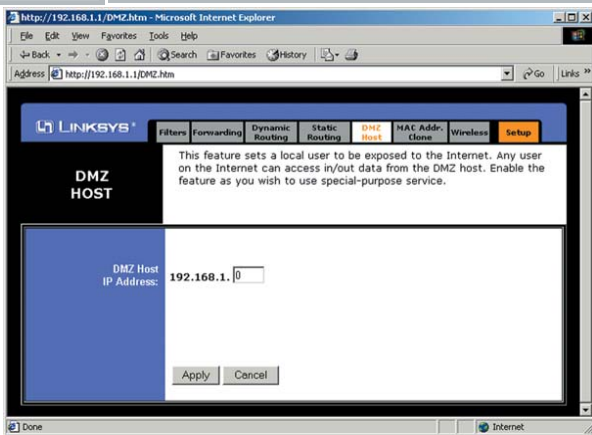 http://192.168.1.1/DMZ.htm - Microsoft Internet Explorer
File Edit View Favorites Tools Help
Back Search Favorites History
Address http://192.168.1.1/DMZ.htm Go Links »
LINKSYS® Filters Forwarding Dynamic Routing Static Routing DMZ Host MAC Addr. Clone Wireless Setup
DMZ HOST
This feature sets a local user to be exposed to the Internet. Any user
on the Internet can access in/out data from the DMZ host. Enable the
feature as you wish to use special-purpose service.
DMZ Host
IP Address: 192.168.1. 0
Apply Cancel
Done Internet